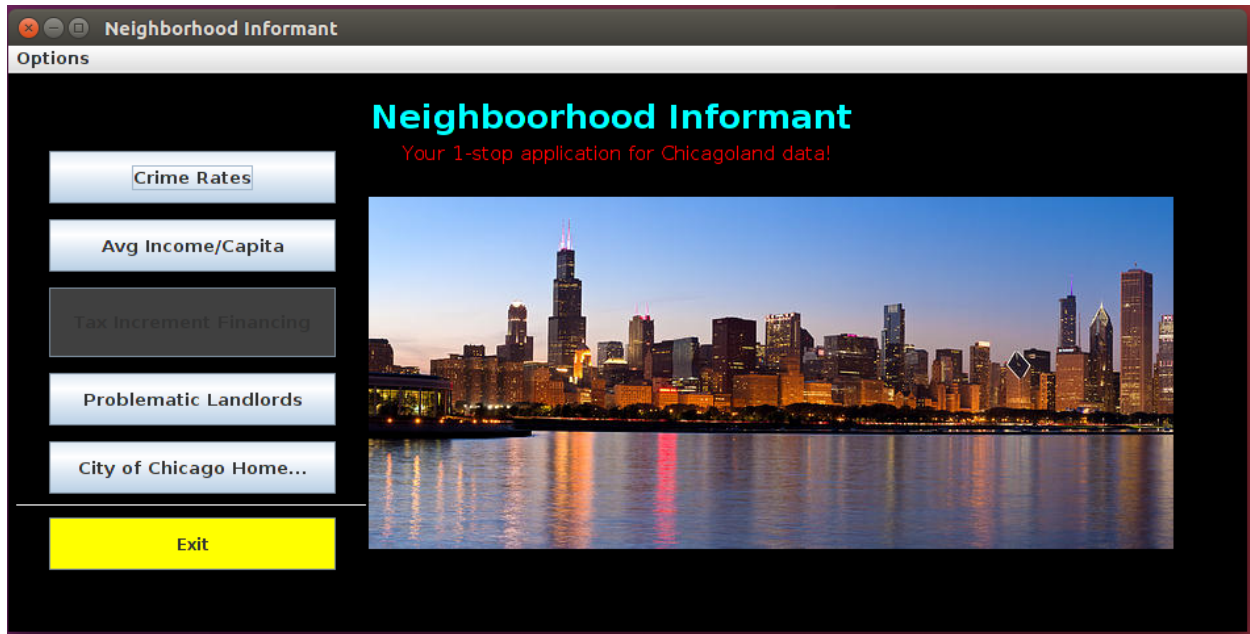 Neighborhood Informant
Options
Neighboorhood Informant
Your 1-stop application for Chicagoland data!
Crime Rates
Avg Income/Capita
Tax Increment Financing
Problematic Landlords
City of Chicago Home...
Exit